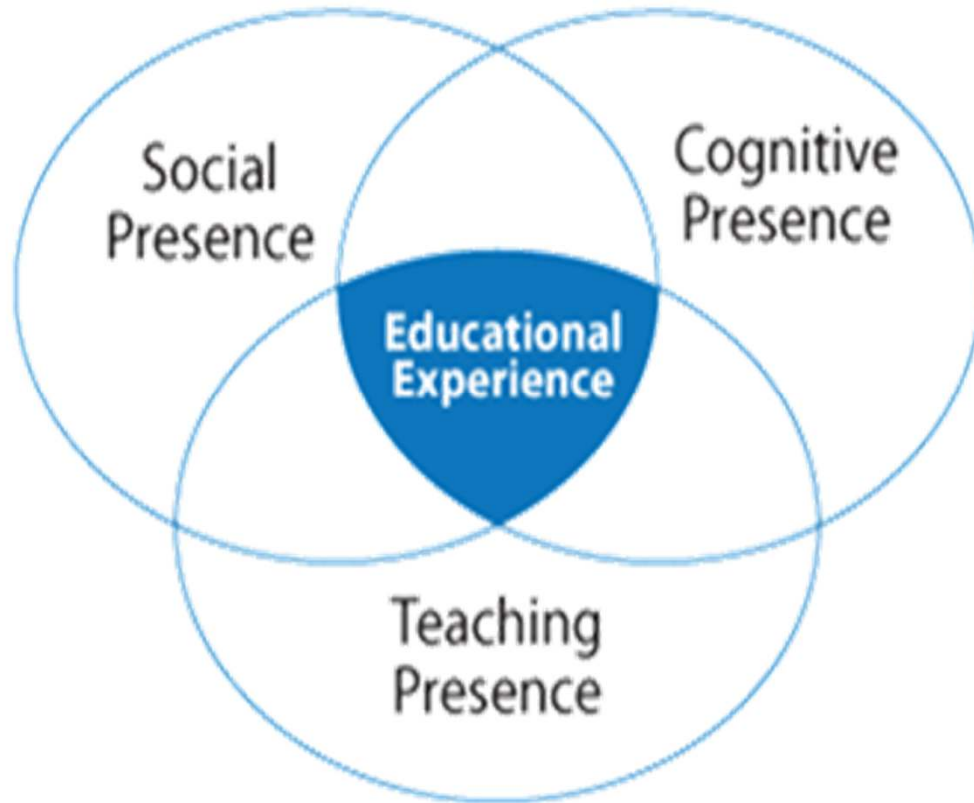 Social
Presence
Cognitive
Presence
Educational
Experience
Teaching
Presence